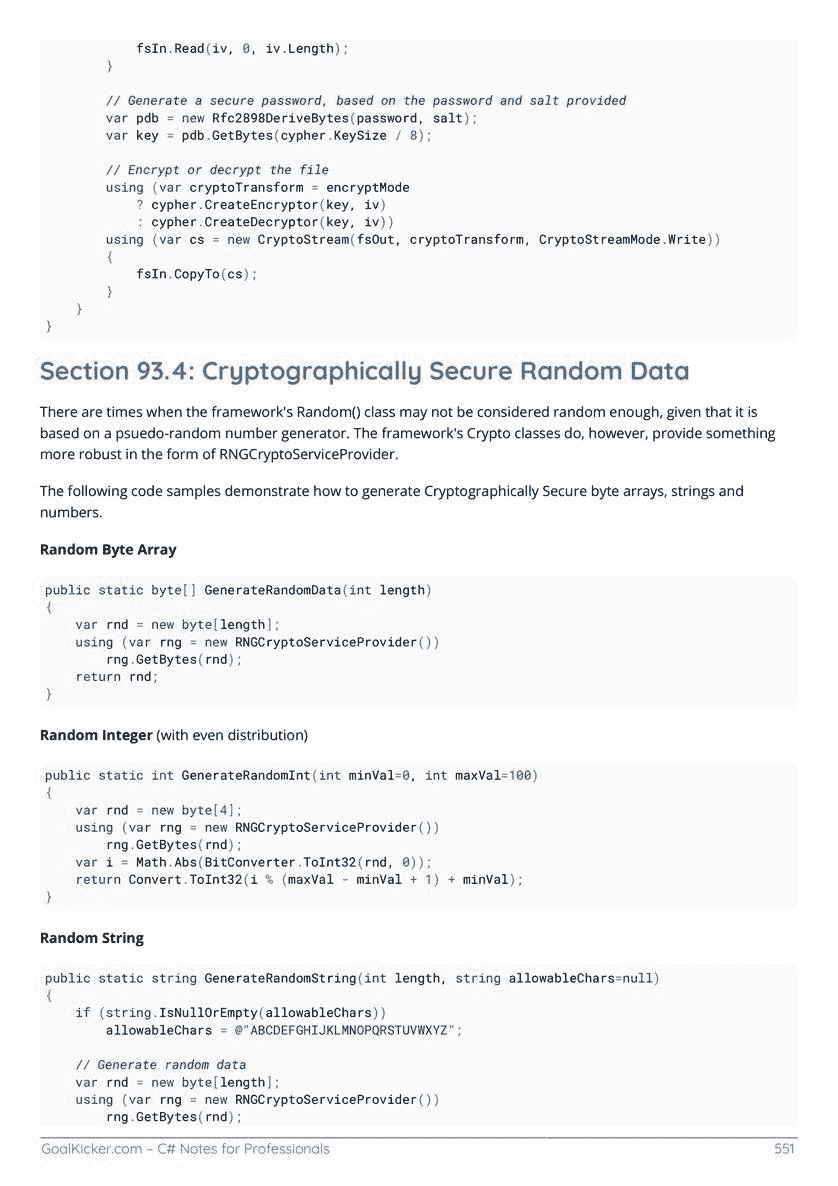 fsIn.Read(iv, 0, iv.Length);
        }

        // Generate a secure password, based on the password and salt provided
        var pdb = new Rfc2898DeriveBytes(password, salt);
        var key = pdb.GetBytes(cypher.KeySize / 8);

        // Encrypt or decrypt the file
        using (var cryptoTransform = encryptMode
            ? cypher.CreateEncryptor(key, iv)
            : cypher.CreateDecryptor(key, iv))
        using (var cs = new CryptoStream(fsOut, cryptoTransform, CryptoStreamMode.Write))
        {
            fsIn.CopyTo(cs);
        }
    }
}
Section 93.4: Cryptographically Secure Random Data
There are times when the framework's Random() class may not be considered random enough, given that it is
based on a psuedo-random number generator. The framework's Crypto classes do, however, provide something
more robust in the form of RNGCryptoServiceProvider.
The following code samples demonstrate how to generate Cryptographically Secure byte arrays, strings and
numbers.
Random Byte Array
public static byte[] GenerateRandomData(int length)
{
    var rnd = new byte[length];
    using (var rng = new RNGCryptoServiceProvider())
        rng.GetBytes(rnd);
    return rnd;
}
Random Integer (with even distribution)
public static int GenerateRandomInt(int minVal=0, int maxVal=100)
{
    var rnd = new byte[4];
    using (var rng = new RNGCryptoServiceProvider())
        rng.GetBytes(rnd);
    var i = Math.Abs(BitConverter.ToInt32(rnd, 0));
    return Convert.ToInt32(i % (maxVal - minVal + 1) + minVal);
}
Random String
public static string GenerateRandomString(int length, string allowableChars=null)
{
    if (string.IsNullOrEmpty(allowableChars))
        allowableChars = @"ABCDEFGHIJKLMNOPQRSTUVWXYZ";

    // Generate random data
    var rnd = new byte[length];
    using (var rng = new RNGCryptoServiceProvider())
        rng.GetBytes(rnd);
GoalKicker.com – C# Notes for Professionals 551